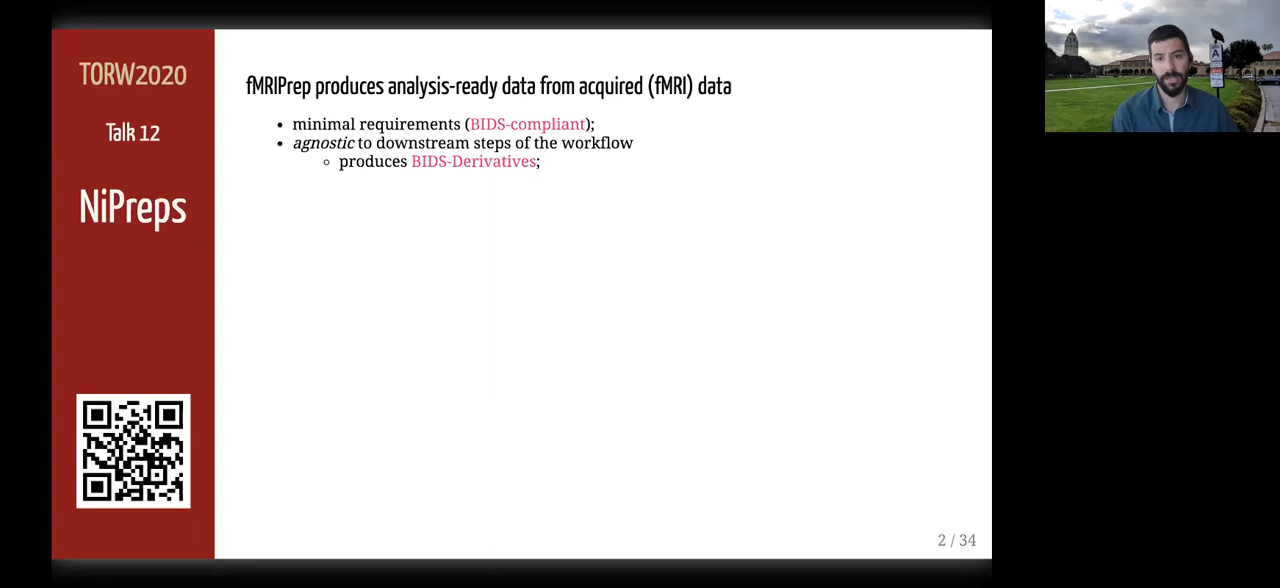 TORW2020
Talk 12
NiPreps
fMRIPrep produces analysis-ready data from acquired (fMRI) data
minimal requirements (BIDS-compliant);
agnostic to downstream steps of the workflow
produces BIDS-Derivatives;
2 / 34
A